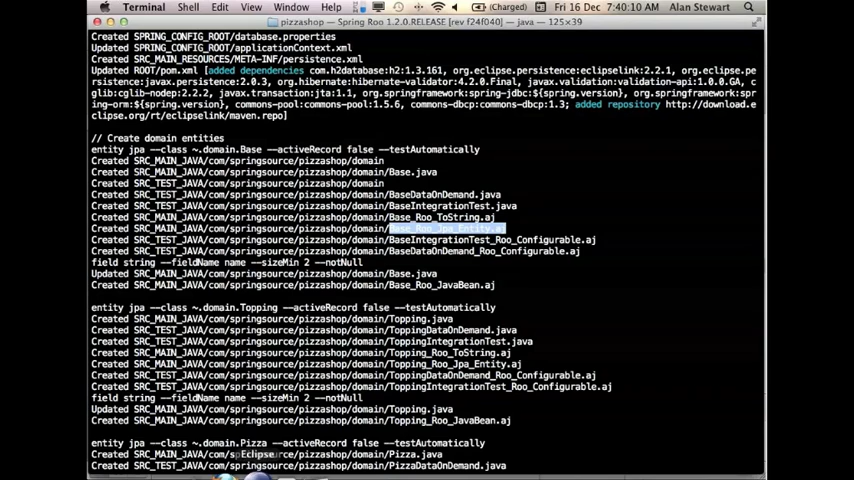 Terminal Shell Edit View Window Help (Charged) Fri 16 Dec 7:40:10 AM Alan Stewart
pizzashop — Spring Roo 1.2.0.RELEASE [rev f24f040] — java — 125×39
Created SPRING_CONFIG_ROOT/database.properties
Updated SPRING_CONFIG_ROOT/applicationContext.xml
Created SRC_MAIN_RESOURCES/META-INF/persistence.xml
Updated ROOT/pom.xml [added dependencies com.h2database:h2:1.3.161, org.eclipse.persistence:eclipselink:2.2.1, org.eclipse.pe
rsistence:javax.persistence:2.0.3, org.hibernate:hibernate-validator:4.2.0.Final, javax.validation:validation-api:1.0.0.GA, 
cglib:cglib-nodep:2.2.2, javax.transaction:jta:1.1, org.springframework:spring-jdbc:${spring.version}, org.springframework:sp
ring-orm:${spring.version}, commons-pool:commons-pool:1.5.6, commons-dbcp:commons-dbcp:1.3; added repository http://download.e
clipse.org/rt/eclipselink/maven.repo]
// Create domain entities
entity jpa --class ~.domain.Base --activeRecord false --testAutomatically
Created SRC_MAIN_JAVA/com/springsource/pizzashop/domain
Created SRC_MAIN_JAVA/com/springsource/pizzashop/domain/Base.java
Created SRC_TEST_JAVA/com/springsource/pizzashop/domain
Created SRC_TEST_JAVA/com/springsource/pizzashop/domain/BaseDataOnDemand.java
Created SRC_TEST_JAVA/com/springsource/pizzashop/domain/BaseIntegrationTest.java
Created SRC_MAIN_JAVA/com/springsource/pizzashop/domain/Base_Roo_ToString.aj
Created SRC_MAIN_JAVA/com/springsource/pizzashop/domain/Base_Roo_Jpa_Entity.aj
Created SRC_TEST_JAVA/com/springsource/pizzashop/domain/BaseIntegrationTest_Roo_Configurable.aj
Created SRC_TEST_JAVA/com/springsource/pizzashop/domain/BaseDataOnDemand_Roo_Configurable.aj
field string --fieldName name --sizeMin 2 --notNull
Updated SRC_MAIN_JAVA/com/springsource/pizzashop/domain/Base.java
Created SRC_MAIN_JAVA/com/springsource/pizzashop/domain/Base_Roo_JavaBean.aj
entity jpa --class ~.domain.Topping --activeRecord false --testAutomatically
Created SRC_MAIN_JAVA/com/springsource/pizzashop/domain/Topping.java
Created SRC_TEST_JAVA/com/springsource/pizzashop/domain/ToppingDataOnDemand.java
Created SRC_TEST_JAVA/com/springsource/pizzashop/domain/ToppingIntegrationTest.java
Created SRC_MAIN_JAVA/com/springsource/pizzashop/domain/Topping_Roo_ToString.aj
Created SRC_MAIN_JAVA/com/springsource/pizzashop/domain/Topping_Roo_Jpa_Entity.aj
Created SRC_TEST_JAVA/com/springsource/pizzashop/domain/ToppingDataOnDemand_Roo_Configurable.aj
Created SRC_TEST_JAVA/com/springsource/pizzashop/domain/ToppingIntegrationTest_Roo_Configurable.aj
field string --fieldName name --sizeMin 2 --notNull
Updated SRC_MAIN_JAVA/com/springsource/pizzashop/domain/Topping.java
Created SRC_MAIN_JAVA/com/springsource/pizzashop/domain/Topping_Roo_JavaBean.aj
entity jpa --class ~.domain.Pizza --activeRecord false --testAutomatically
Created SRC_MAIN_JAVA/com/springsource/pizzashop/domain/Pizza.java
Eclipse
Created SRC_TEST_JAVA/com/springsource/pizzashop/domain/PizzaDataOnDemand.java